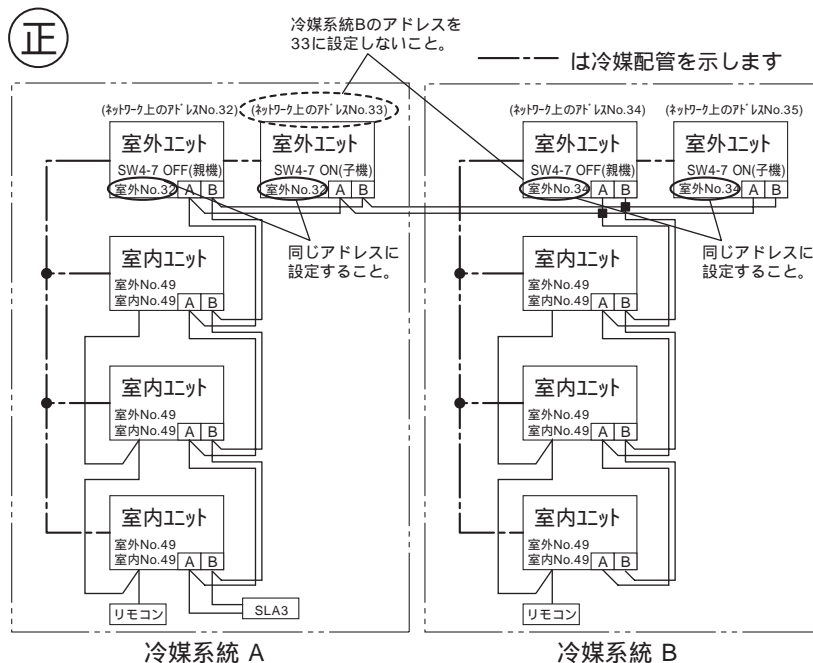 正
冷媒系統Bのアドレスを
33に設定しないこと。
は冷媒配管を示します
(ネットワーク上のアドレスNo.32)
(ネットワーク上のアドレスNo.33)
室外ユニット
SW4-7 OFF(親機)
室外No.32 A B
室外ユニット
SW4-7 ON(子機)
室外No.32 A B
同じアドレスに
設定すること。
室内ユニット
室外No.49
室内No.49 A B
室内ユニット
室外No.49
室内No.49 A B
室内ユニット
室外No.49
室内No.49 A B
リモコン
SLA3
冷媒系統 A
(ネットワーク上のアドレスNo.34)
(ネットワーク上のアドレスNo.35)
室外ユニット
SW4-7 OFF(親機)
室外No.34 A B
室外ユニット
SW4-7 ON(子機)
室外No.34 A B
同じアドレスに
設定すること。
室内ユニット
室外No.49
室内No.49 A B
室内ユニット
室外No.49
室内No.49 A B
室内ユニット
室外No.49
室内No.49 A B
リモコン
冷媒系統 B